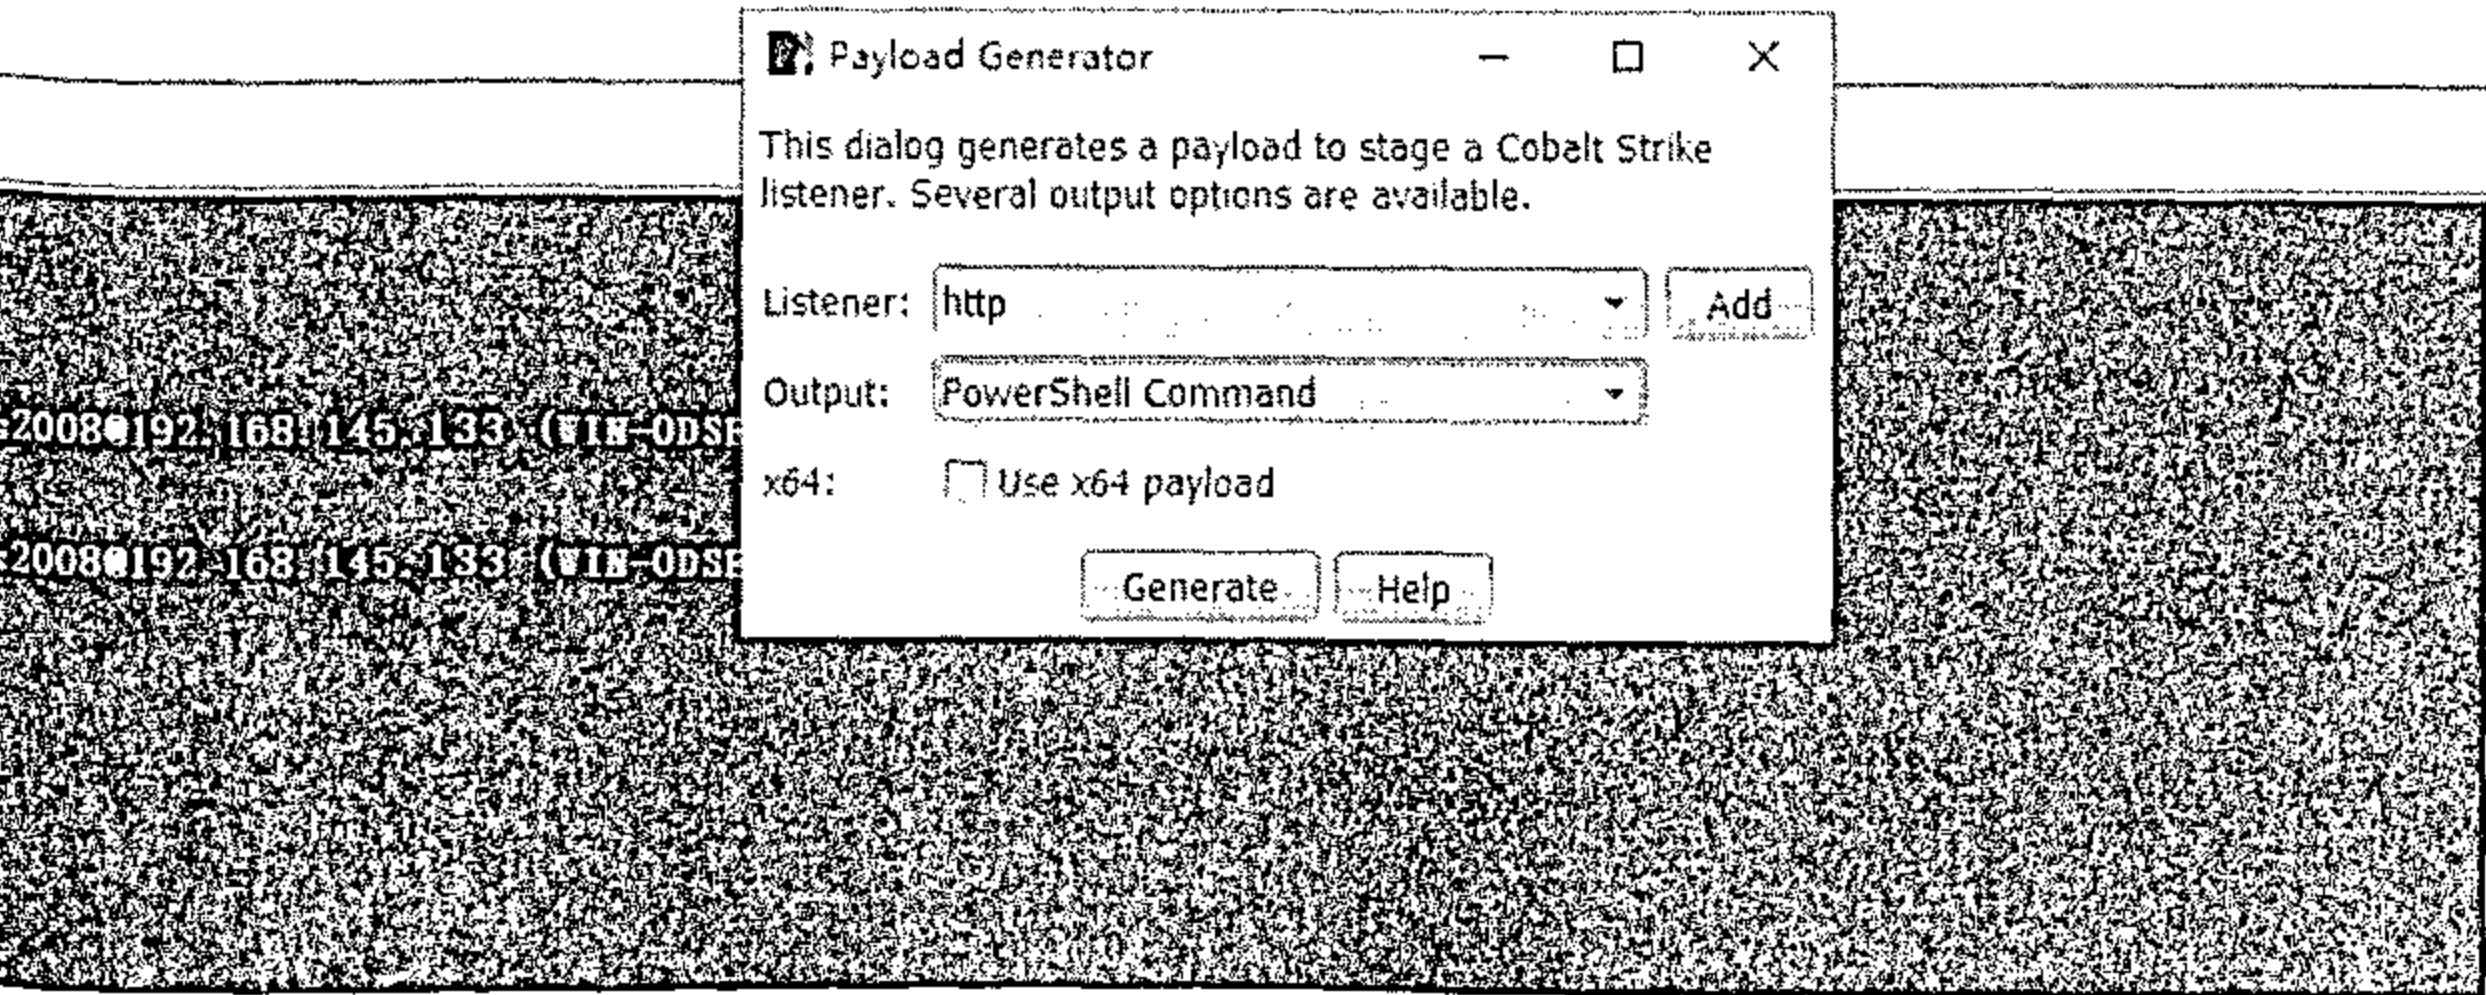 Payload Generator
This dialog generates a payload to stage a Cobalt Strike
listener. Several output options are available.
Listener: http Add
Output: PowerShell Command
x64: Use x64 payload
2008@192.168.145.133 (WIN-ODSE
2008@192.168.145.133 (WIN-ODSE
Generate Help